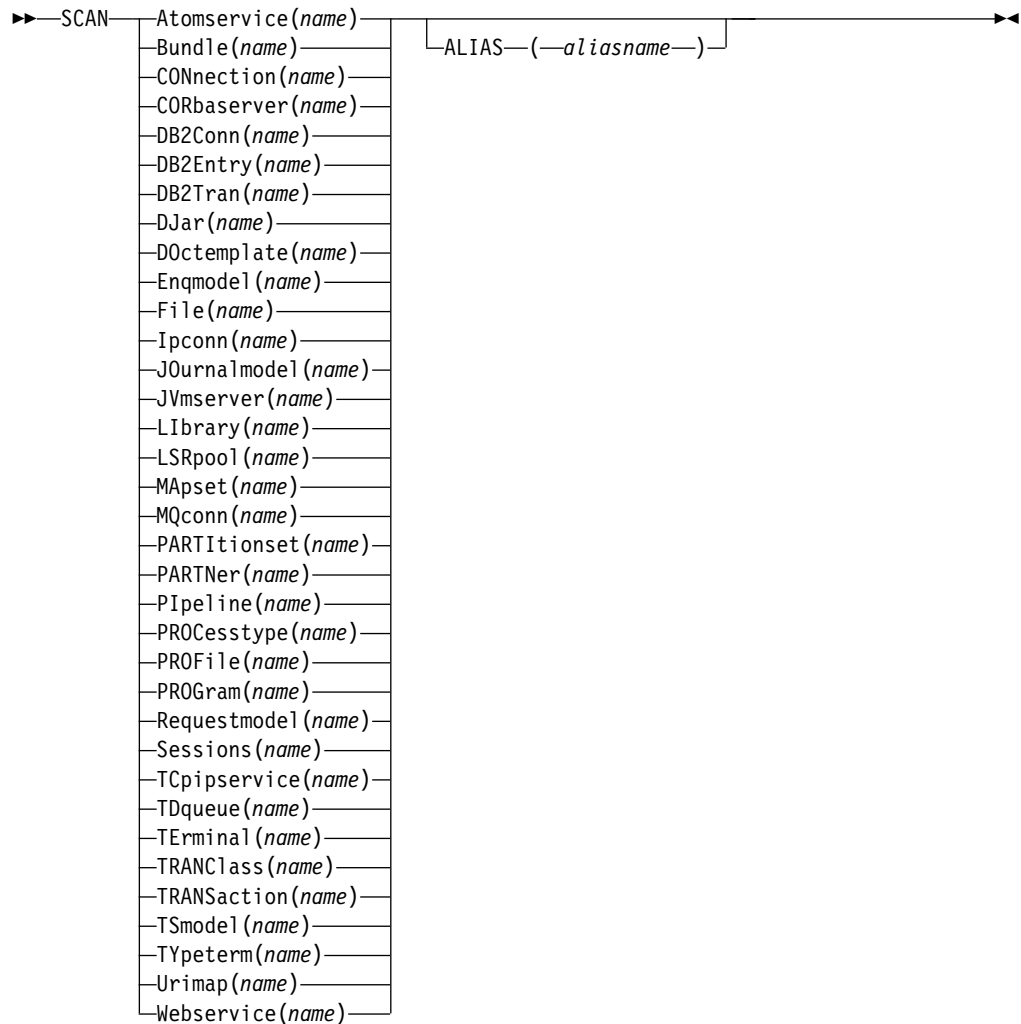 SCAN Atomservice(name)
Bundle(name) ALIAS ( aliasname )
CONnection(name)
CORbaserver(name)
DB2Conn(name)
DB2Entry(name)
DB2Tran(name)
DJar(name)
DOctemplate(name)
Enqmodel(name)
File(name)
Ipconn(name)
JOurnalmodel(name)
JVmserver(name)
LIbrary(name)
LSRpool(name)
MApset(name)
MQconn(name)
PARTItionset(name)
PARTNer(name)
PIpeline(name)
PROCesstype(name)
PROFile(name)
PROGram(name)
Requestmodel(name)
Sessions(name)
TCpipservice(name)
TDqueue(name)
TErminal(name)
TRANClass(name)
TRANSaction(name)
TSmodel(name)
TYpeterm(name)
Urimap(name)
Webservice(name)